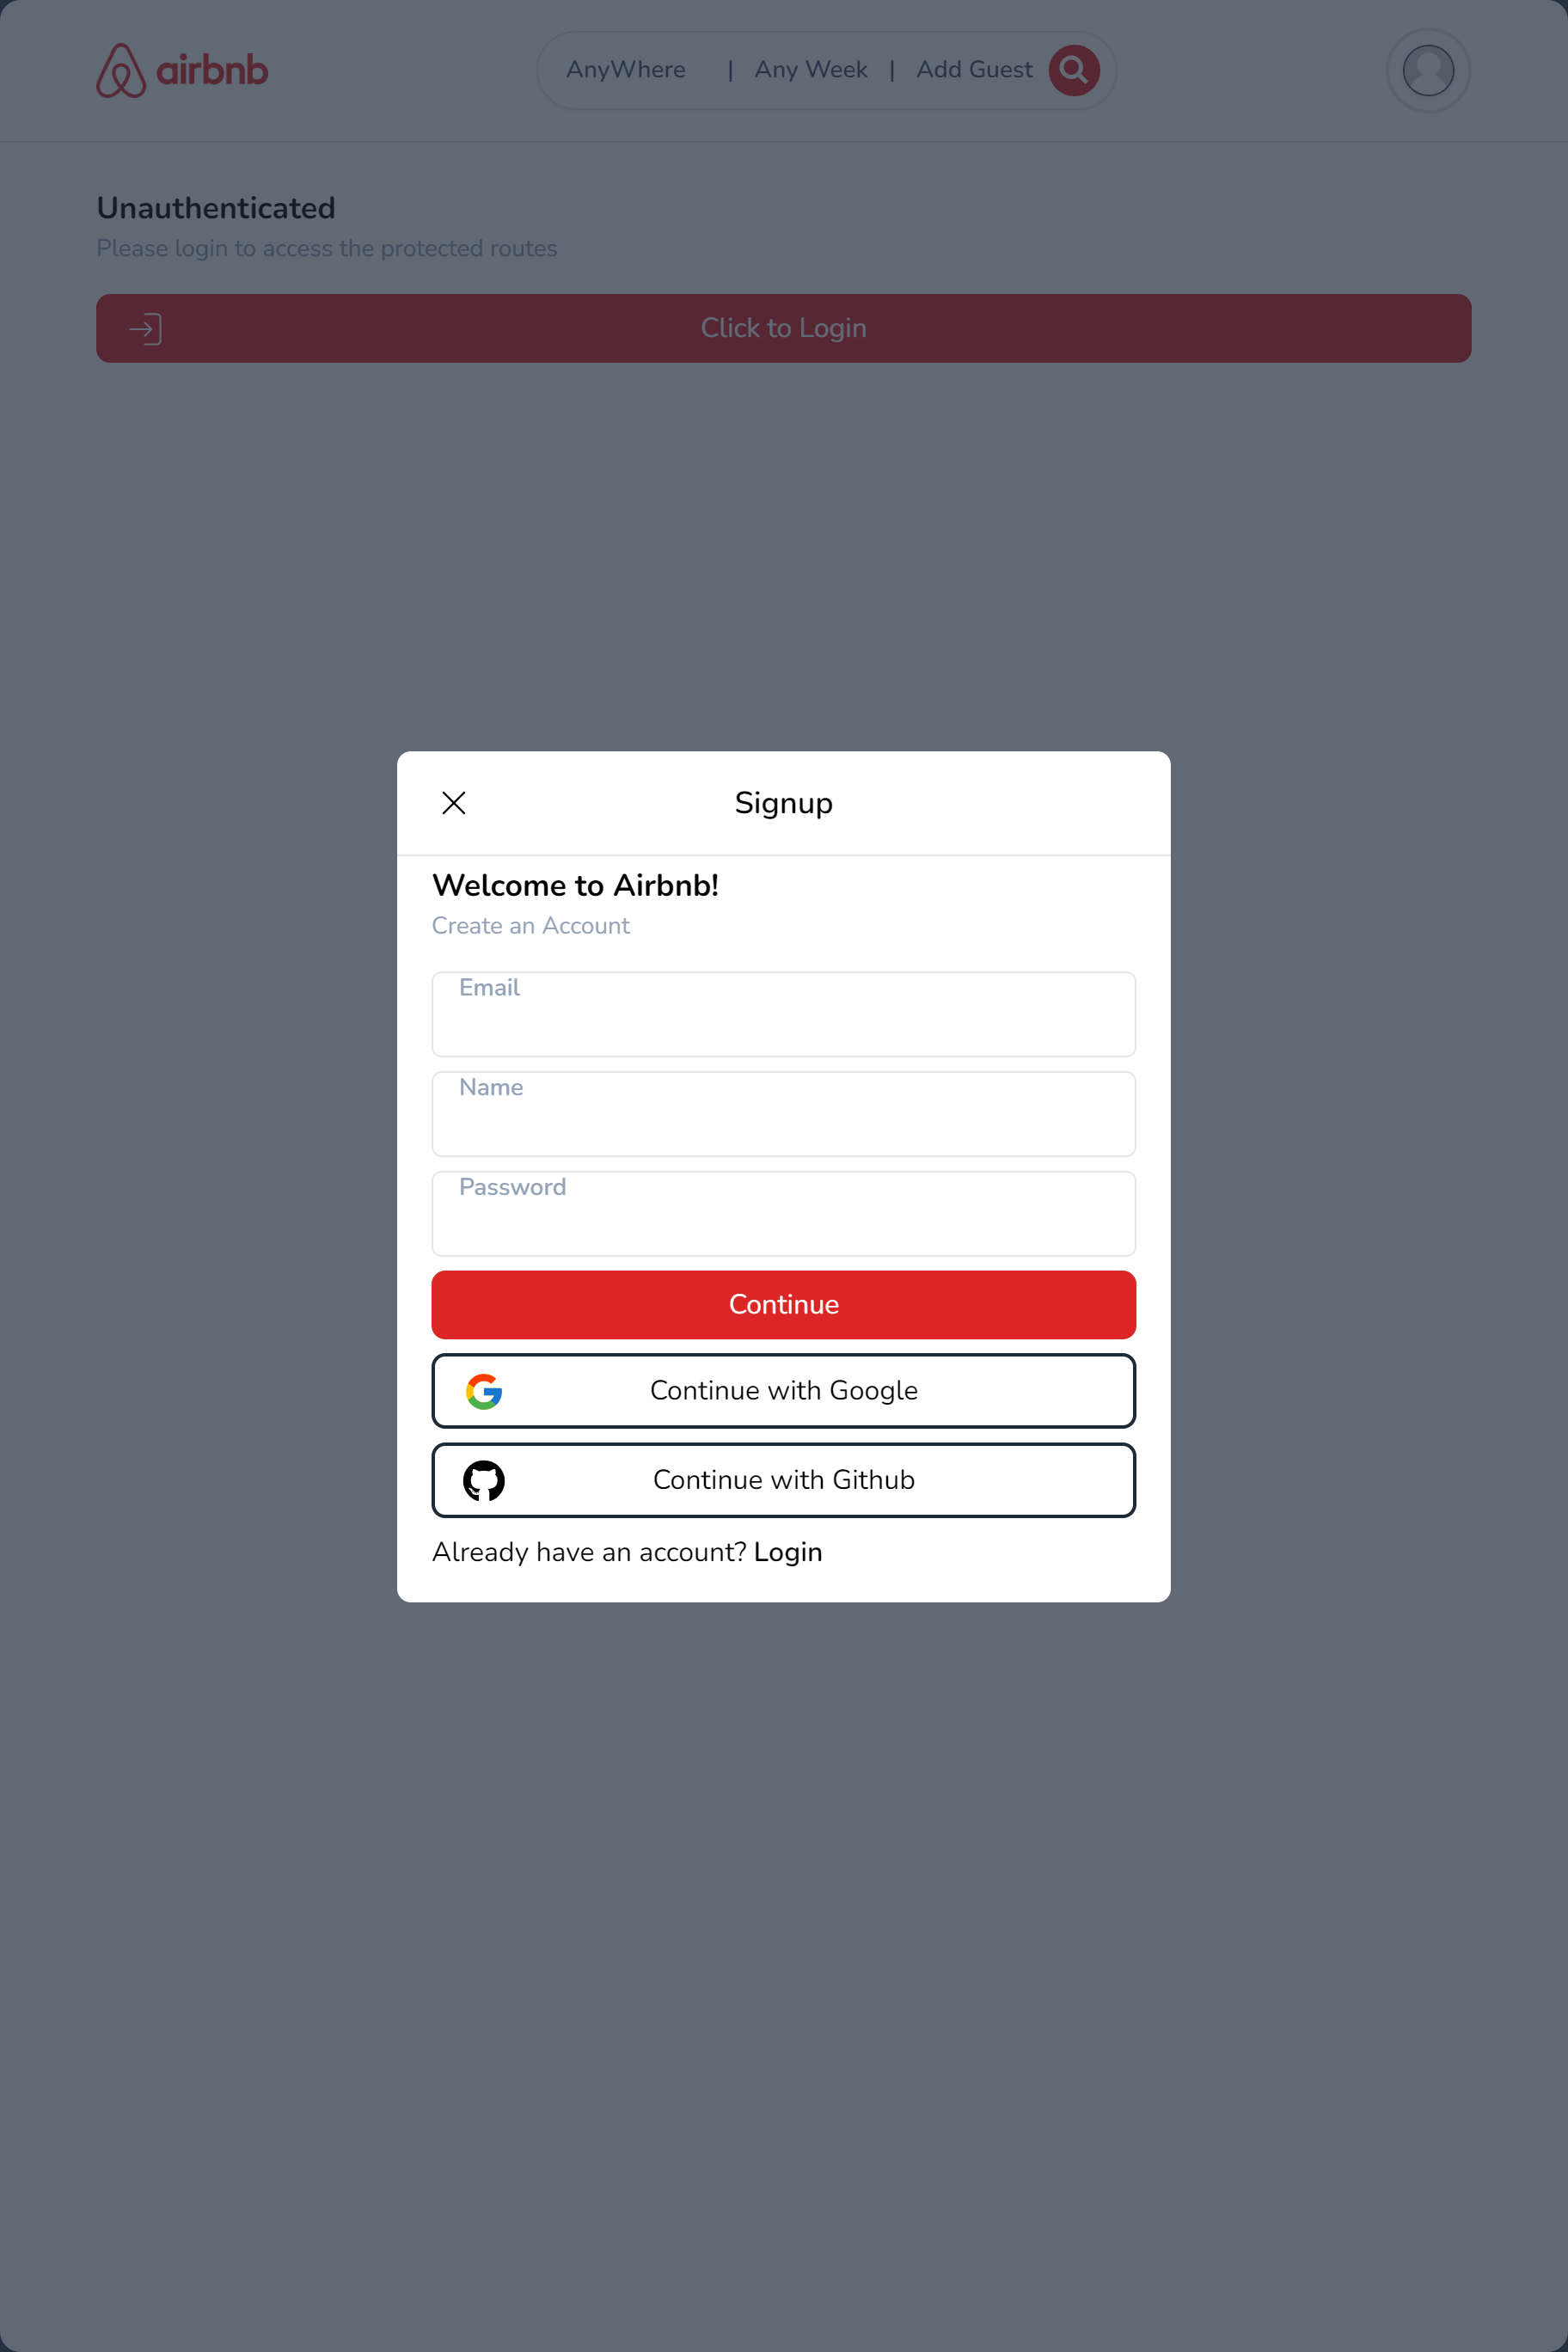 airbnb
AnyWhere | Any Week | Add Guest
Unauthenticated
Please login to access the protected routes
Click to Login
Signup
Welcome to Airbnb!
Create an Account
Email
Name
Password
Continue
Continue with Google
Continue with Github
Already have an account? Login